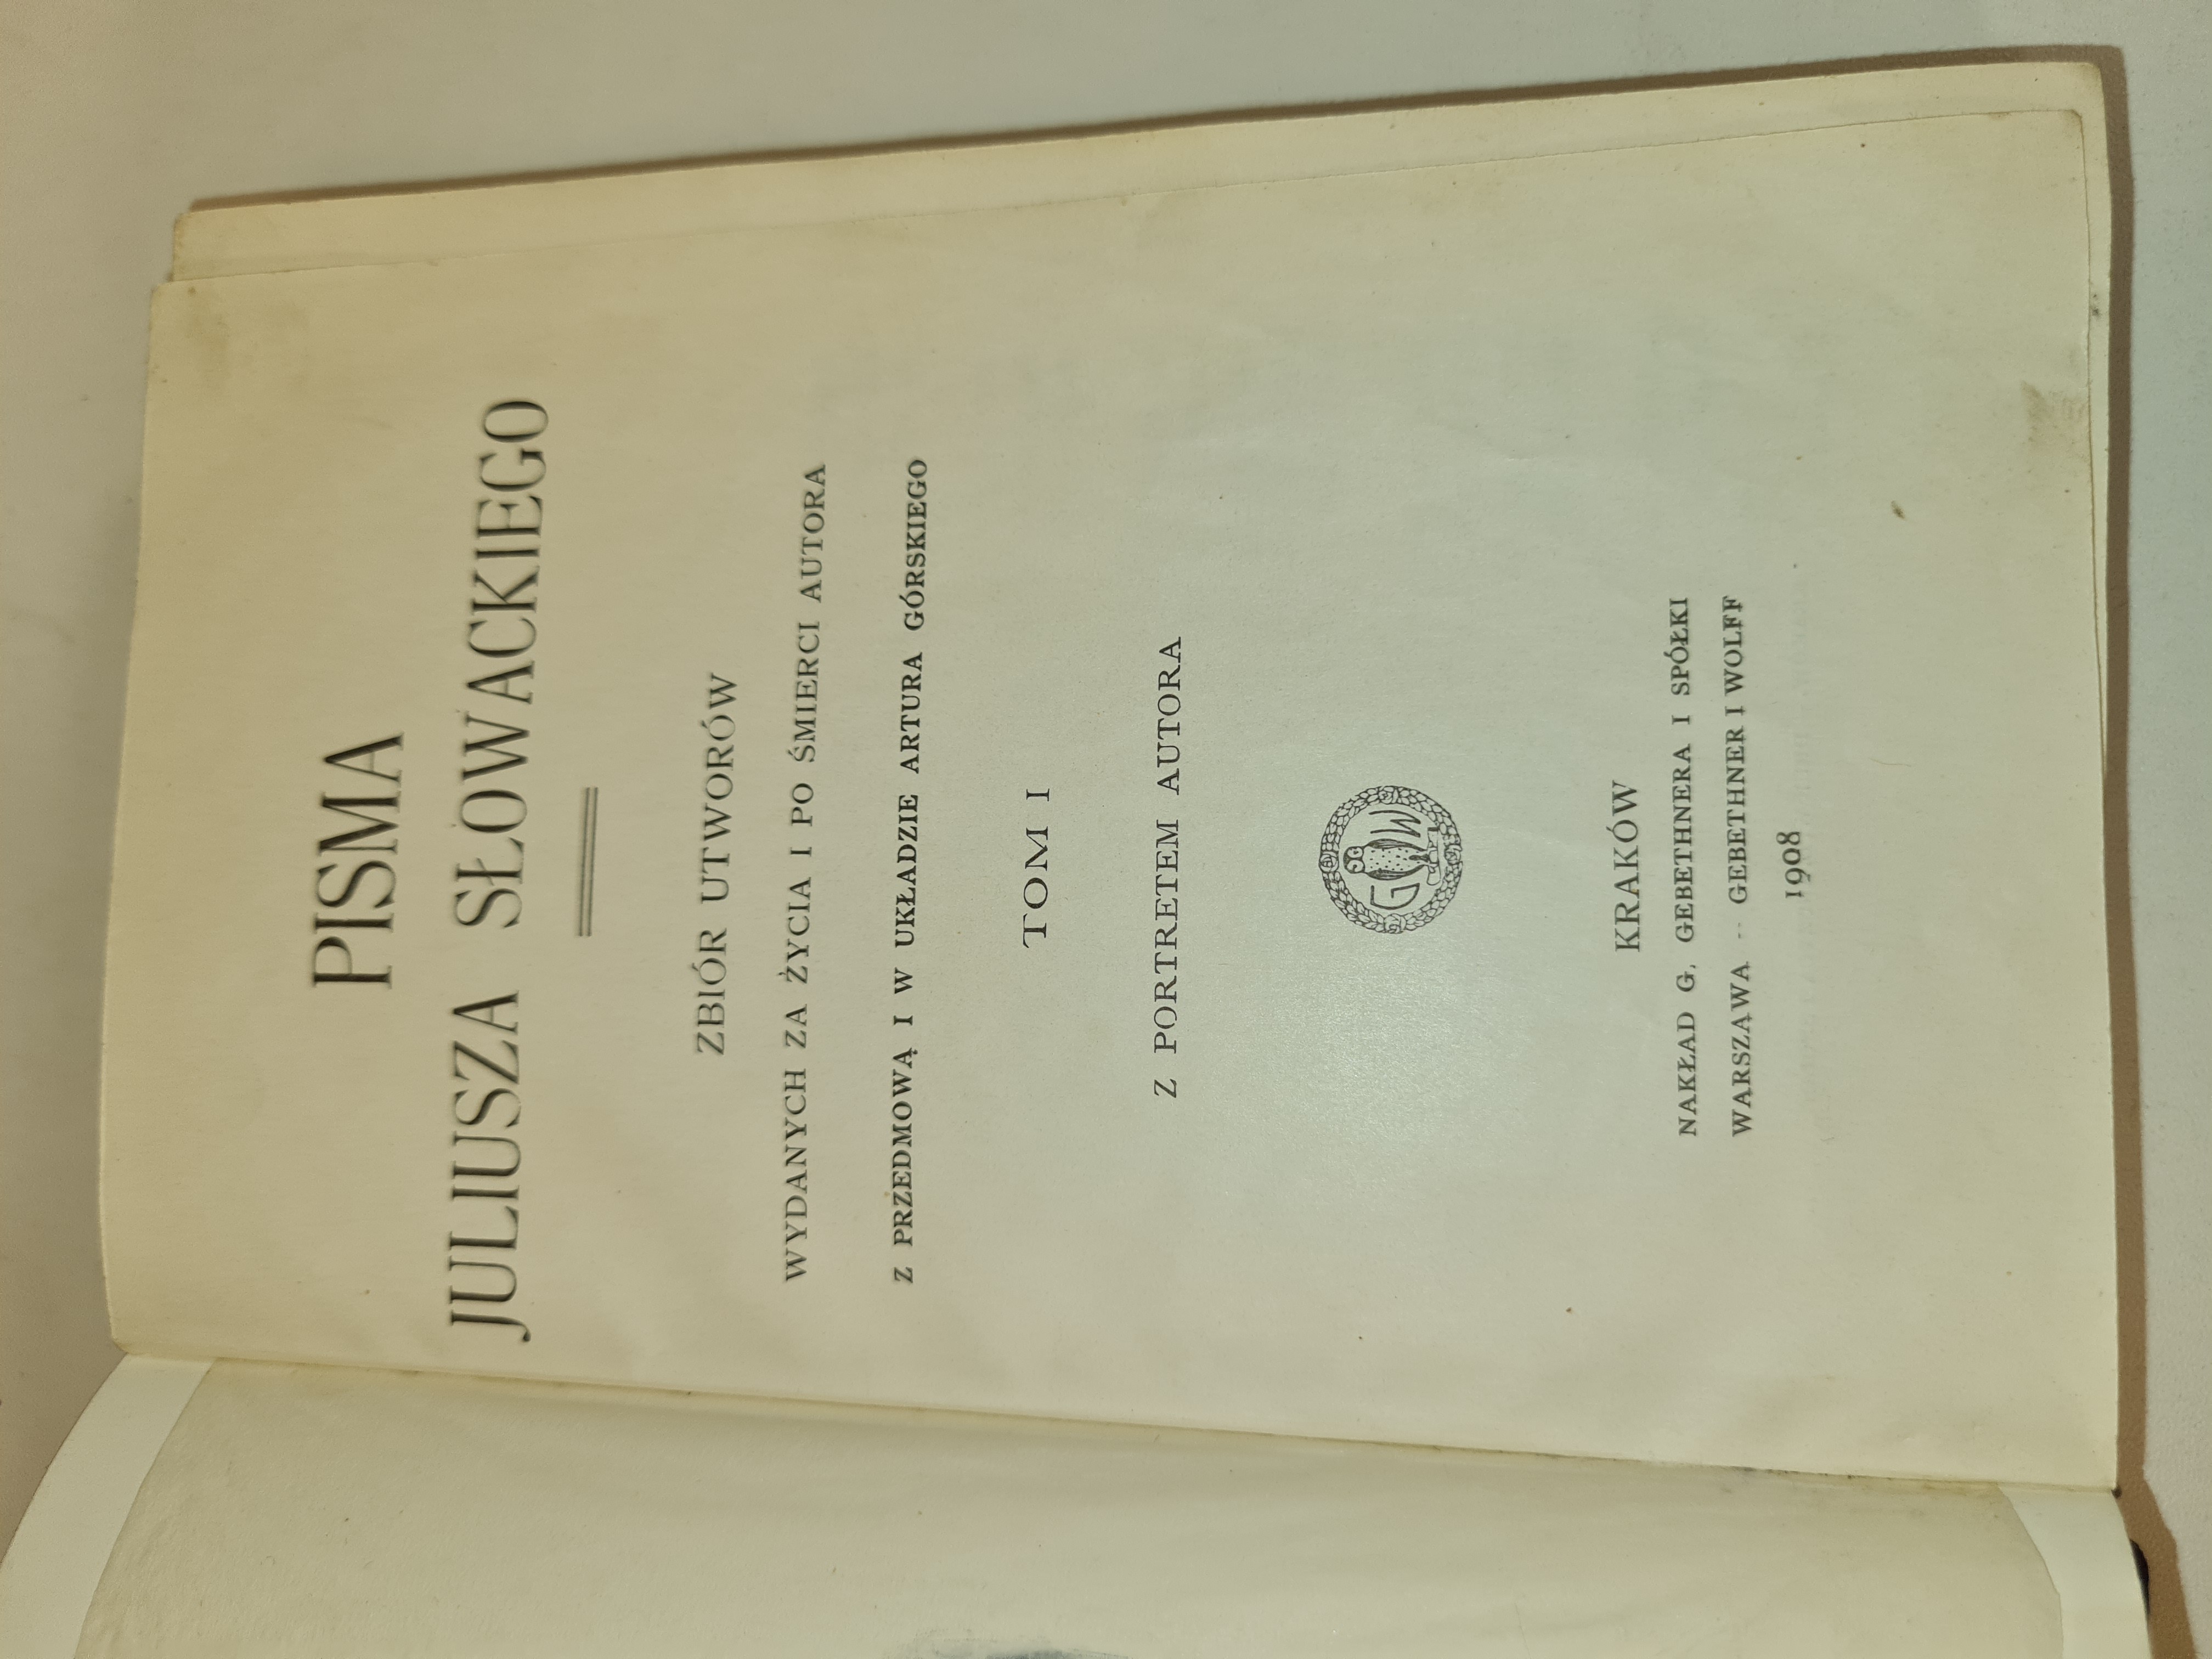 PISMA
JULIUSZA SŁOWACKIEGO
ZBIÓR UTWORÓW
WYDANYCH ZA ŻYCIA I PO ŚMIERCI AUTORA
Z PRZEDMOWĄ I W UKŁADZIE ARTURA GÓRSKIEGO
TOM I
Z PORTRETEM AUTORA
G W
KRAKÓW
NAKŁAD G. GEBETHNERA I SPÓŁKI
WARSZAWA -- GEBETHNER I WOLFF
1908